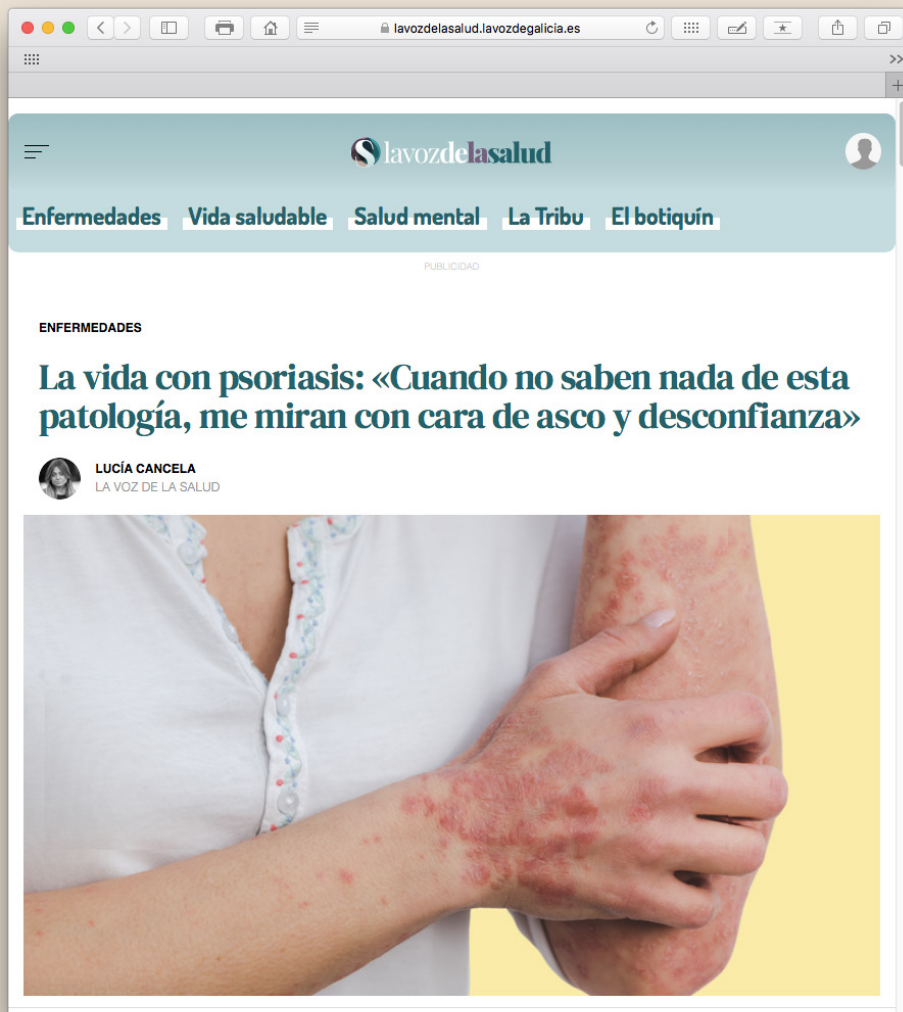 lavozdelasalud.lavozdegalicia.es
lavozdelasalud
Enfermedades Vida saludable Salud mental La Tribu El botiquín
PUBLICIDAD
ENFERMEDADES
La vida con psoriasis: «Cuando no saben nada de esta
patología, me miran con cara de asco y desconfianza»
LUCÍA CANCELA
LA VOZ DE LA SALUD